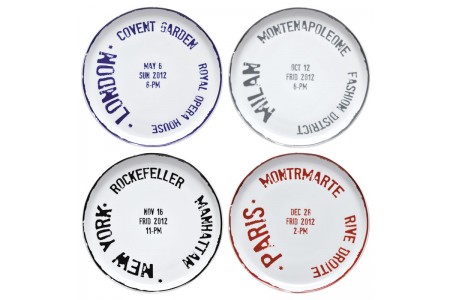 · LONDON ·
COVENT GARDEN
ROYAL OPERA HOUSE
MAY 6
SUN 2012
8-PM
MILAN ·
MONTENAPOLEONE
FASHION DISTRICT
OCT 12
FRID 2012
6-PM
· NEW YORK ·
ROCKEFELLER
MANHATTAN
NOV 16
FRID 2012
11-PM
· PARIS ·
MONTRMARTE
RIVE DROITE
DEC 26
FRID 2012
2-PM